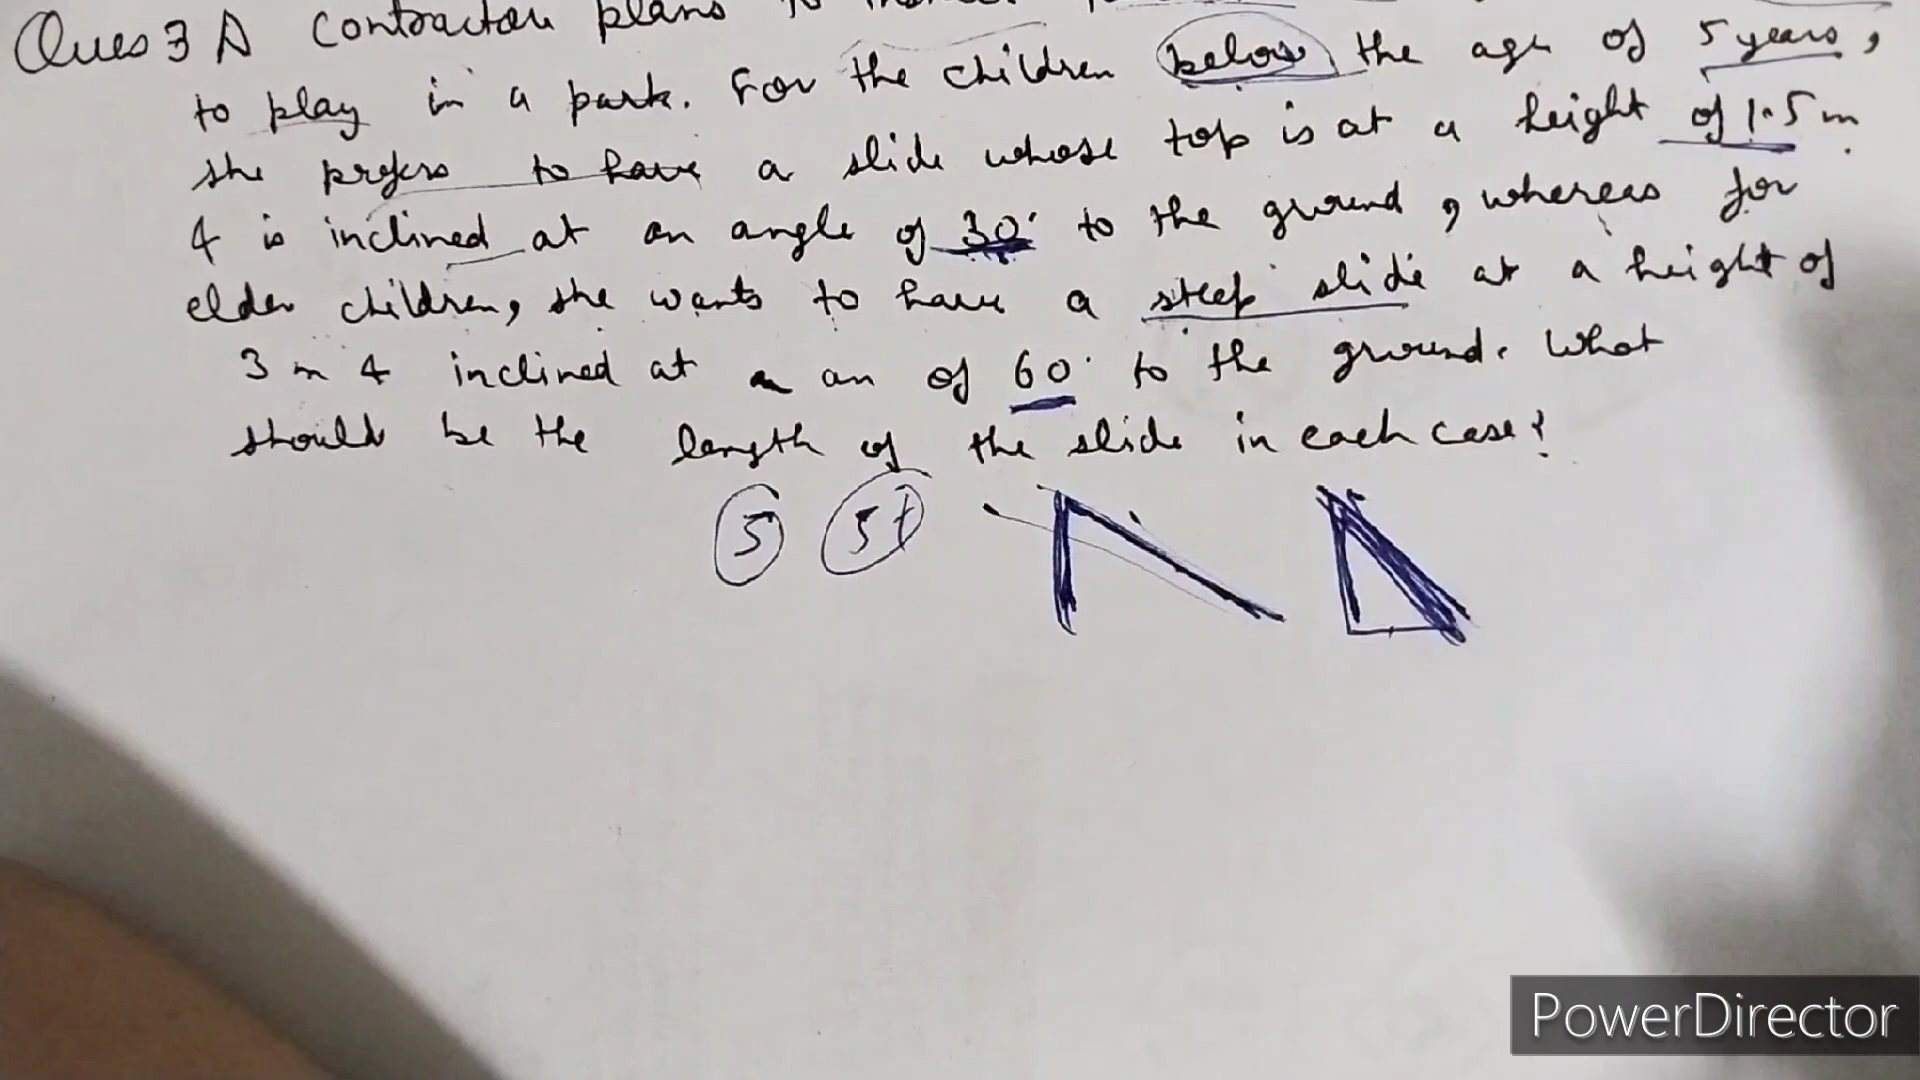 Ques 3 A contractor plans to
to play in a park. For the children below the age of 5 years,
she prefers to have a slide whose top is at a height of 1.5 m.
& is inclined at an angle of 30° to the ground, whereas for
elder children, she wants to have a steep slide at a height of
3 m & inclined at an of 60° to the ground. What
should be the length of the slide in each case?
5 5+
PowerDirector